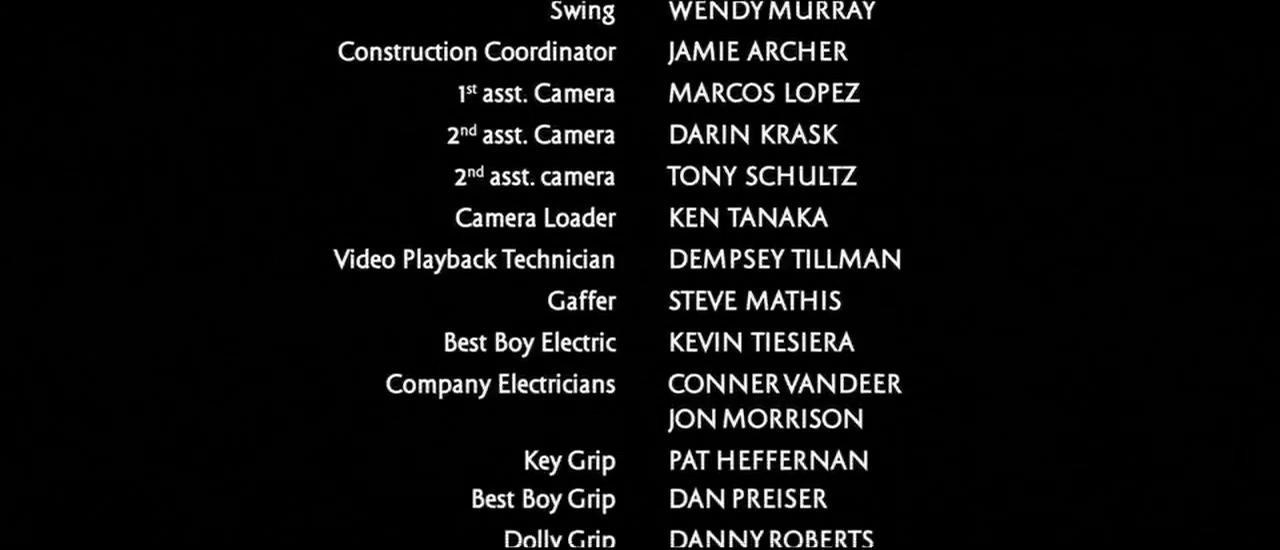 Swing WENDY MURRAY
Construction Coordinator JAMIE ARCHER
1st asst. Camera MARCOS LOPEZ
2nd asst. Camera DARIN KRASK
2nd asst. camera TONY SCHULTZ
Camera Loader KEN TANAKA
Video Playback Technician DEMPSEY TILLMAN
Gaffer STEVE MATHIS
Best Boy Electric KEVIN TIESIERA
Company Electricians CONNER VANDEER
JON MORRISON
Key Grip PAT HEFFERNAN
Best Boy Grip DAN PREISER
Dolly Grip DANNY ROBERTS